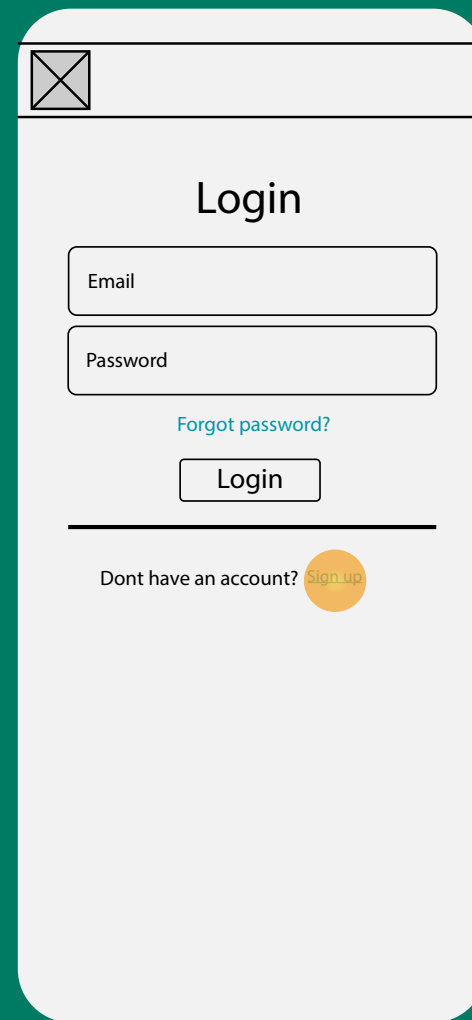 Login
Email
Password
Forgot password?
Login
Dont have an account? Sign up